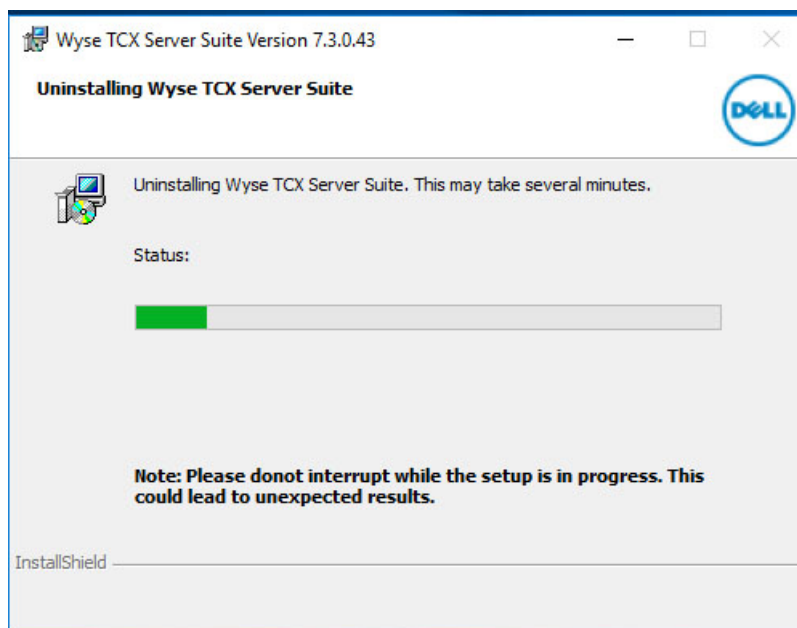 Wyse TCX Server Suite Version 7.3.0.43
Uninstalling Wyse TCX Server Suite
DELL
Uninstalling Wyse TCX Server Suite. This may take several minutes.
Status:
Note: Please donot interrupt while the setup is in progress. This
could lead to unexpected results.
InstallShield